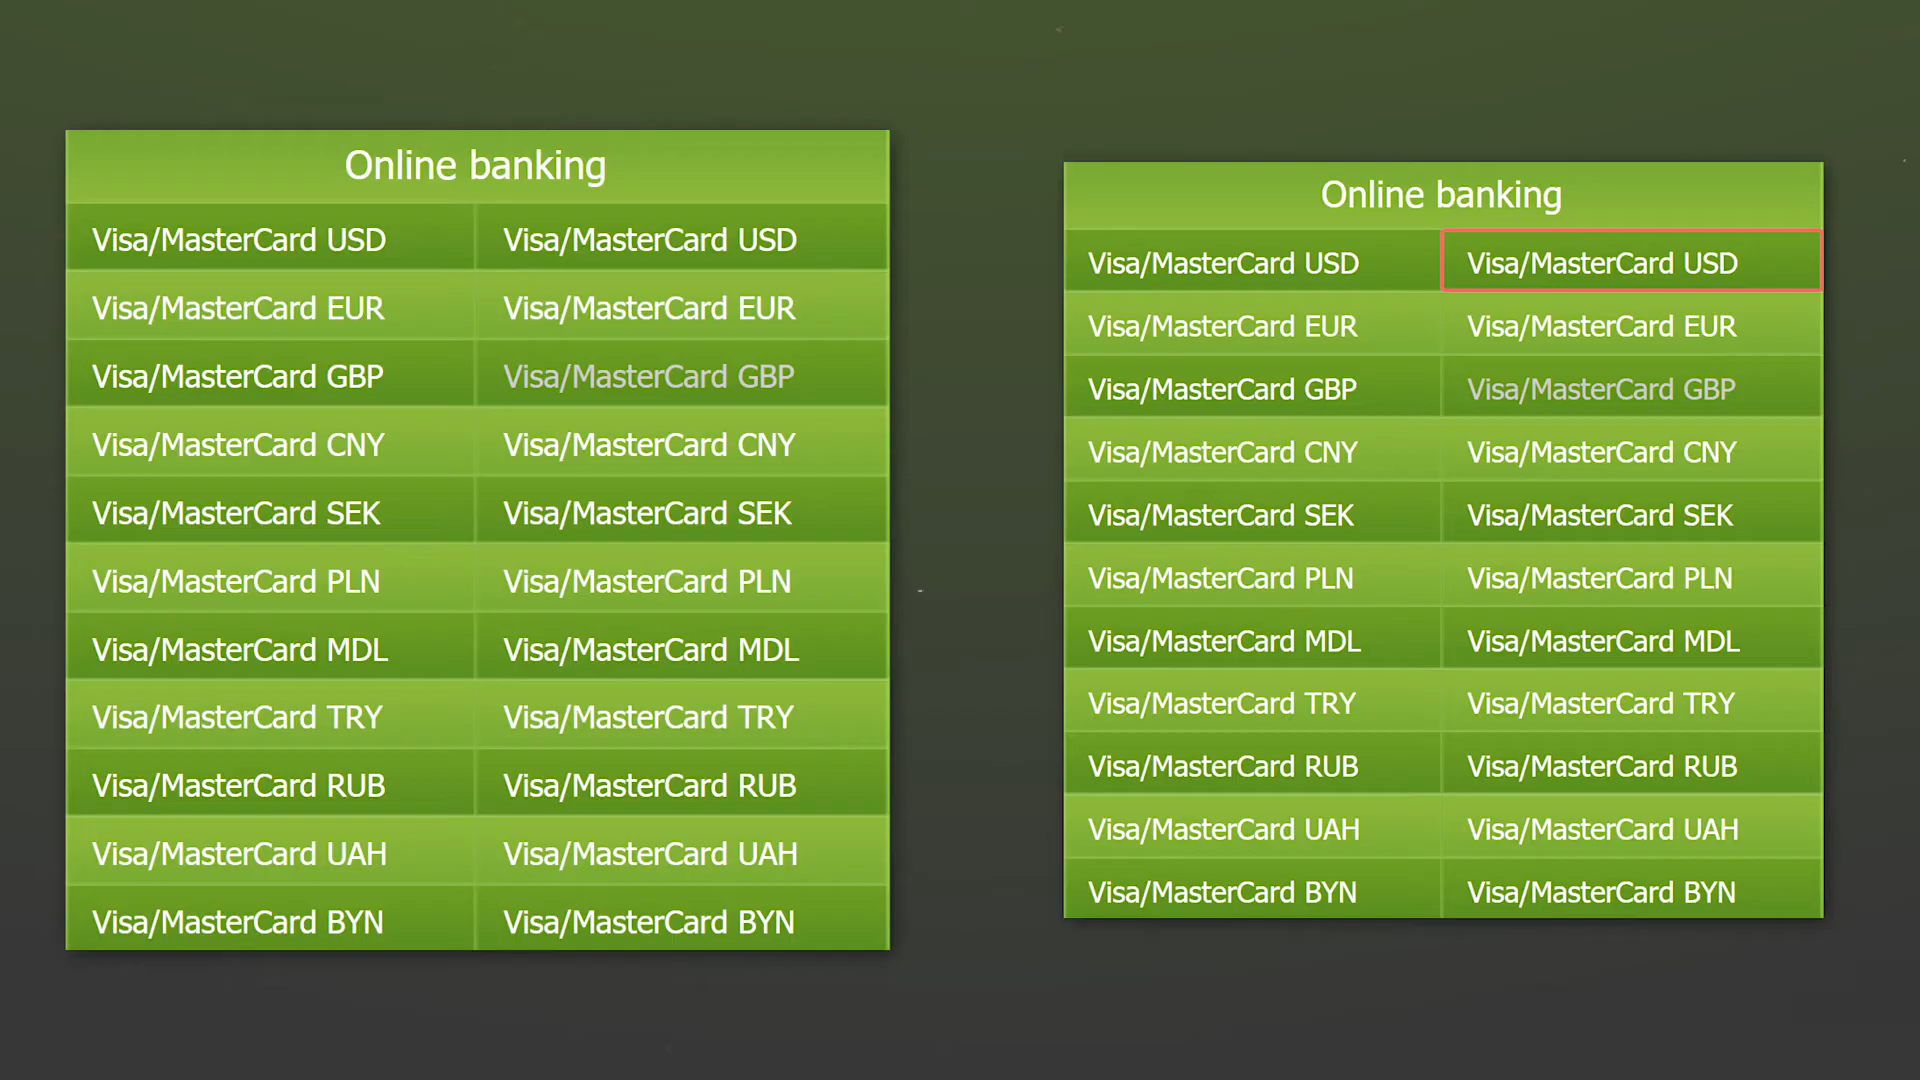 Online banking
Visa/MasterCard USD Visa/MasterCard USD
Visa/MasterCard EUR Visa/MasterCard EUR
Visa/MasterCard GBP Visa/MasterCard GBP
Visa/MasterCard CNY Visa/MasterCard CNY
Visa/MasterCard SEK Visa/MasterCard SEK
Visa/MasterCard PLN Visa/MasterCard PLN
Visa/MasterCard MDL Visa/MasterCard MDL
Visa/MasterCard TRY Visa/MasterCard TRY
Visa/MasterCard RUB Visa/MasterCard RUB
Visa/MasterCard UAH Visa/MasterCard UAH
Visa/MasterCard BYN Visa/MasterCard BYN
Online banking
Visa/MasterCard USD Visa/MasterCard USD
Visa/MasterCard EUR Visa/MasterCard EUR
Visa/MasterCard GBP Visa/MasterCard GBP
Visa/MasterCard CNY Visa/MasterCard CNY
Visa/MasterCard SEK Visa/MasterCard SEK
Visa/MasterCard PLN Visa/MasterCard PLN
Visa/MasterCard MDL Visa/MasterCard MDL
Visa/MasterCard TRY Visa/MasterCard TRY
Visa/MasterCard RUB Visa/MasterCard RUB
Visa/MasterCard UAH Visa/MasterCard UAH
Visa/MasterCard BYN Visa/MasterCard BYN